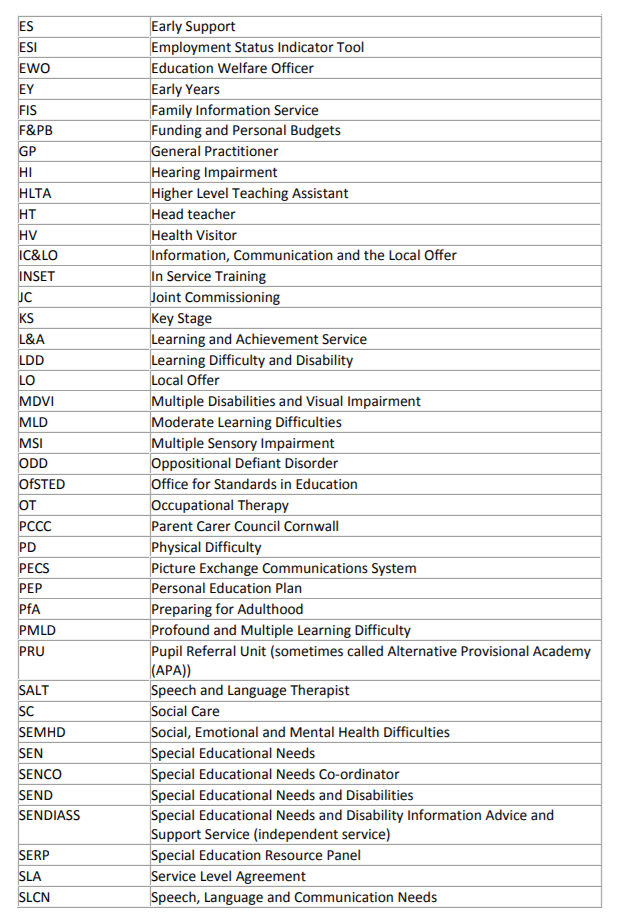 ES Early Support
ESI Employment Status Indicator Tool
EWO Education Welfare Officer
EY Early Years
FIS Family Information Service
F&PB Funding and Personal Budgets
GP General Practitioner
HI Hearing Impairment
HLTA Higher Level Teaching Assistant
HT Head teacher
HV Health Visitor
IC&LO Information, Communication and the Local Offer
INSET In Service Training
JC Joint Commissioning
KS Key Stage
L&A Learning and Achievement Service
LDD Learning Difficulty and Disability
LO Local Offer
MDVI Multiple Disabilities and Visual Impairment
MLD Moderate Learning Difficulties
MSI Multiple Sensory Impairment
ODD Oppositional Defiant Disorder
OfSTED Office for Standards in Education
OT Occupational Therapy
PCCC Parent Carer Council Cornwall
PD Physical Difficulty
PECS Picture Exchange Communications System
PEP Personal Education Plan
PfA Preparing for Adulthood
PMLD Profound and Multiple Learning Difficulty
PRU Pupil Referral Unit (sometimes called Alternative Provisional Academy
(APA))
SALT Speech and Language Therapist
SC Social Care
SEMHD Social, Emotional and Mental Health Difficulties
SEN Special Educational Needs
SENCO Special Educational Needs Co-ordinator
SEND Special Educational Needs and Disabilities
SENDIASS Special Educational Needs and Disability Information Advice and
Support Service (independent service)
SERP Special Education Resource Panel
SLA Service Level Agreement
SLCN Speech, Language and Communication Needs